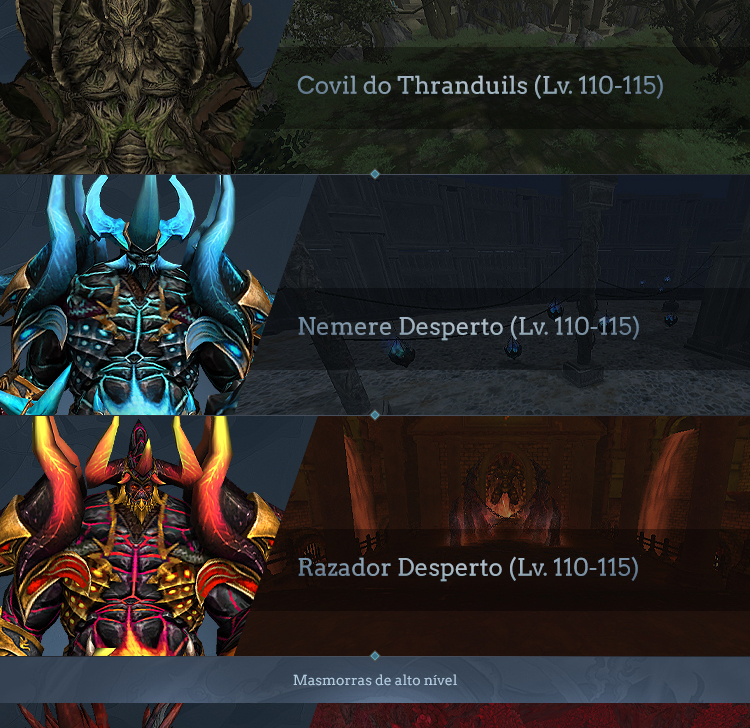 Covil do Thranduils (Lv. 110-115)
Nemere Desperto (Lv. 110-115)
Razador Desperto (Lv. 110-115)
Masmorras de alto nível